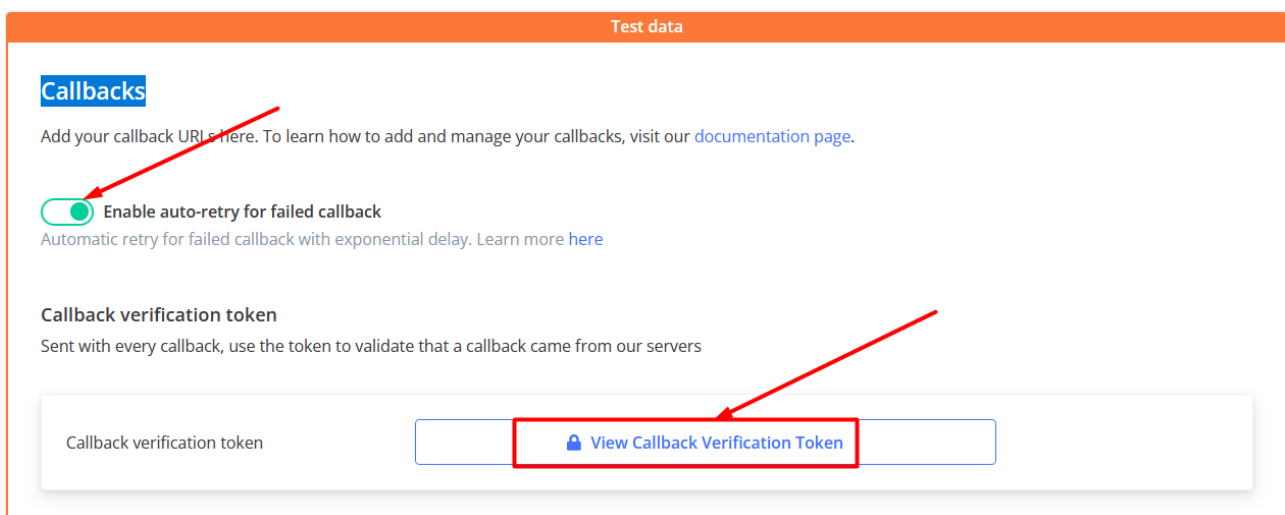 Test data
Callbacks
Add your callback URLs here. To learn how to add and manage your callbacks, visit our documentation page.
Enable auto-retry for failed callback
Automatic retry for failed callback with exponential delay. Learn more here
Callback verification token
Sent with every callback, use the token to validate that a callback came from our servers
Callback verification token
View Callback Verification Token